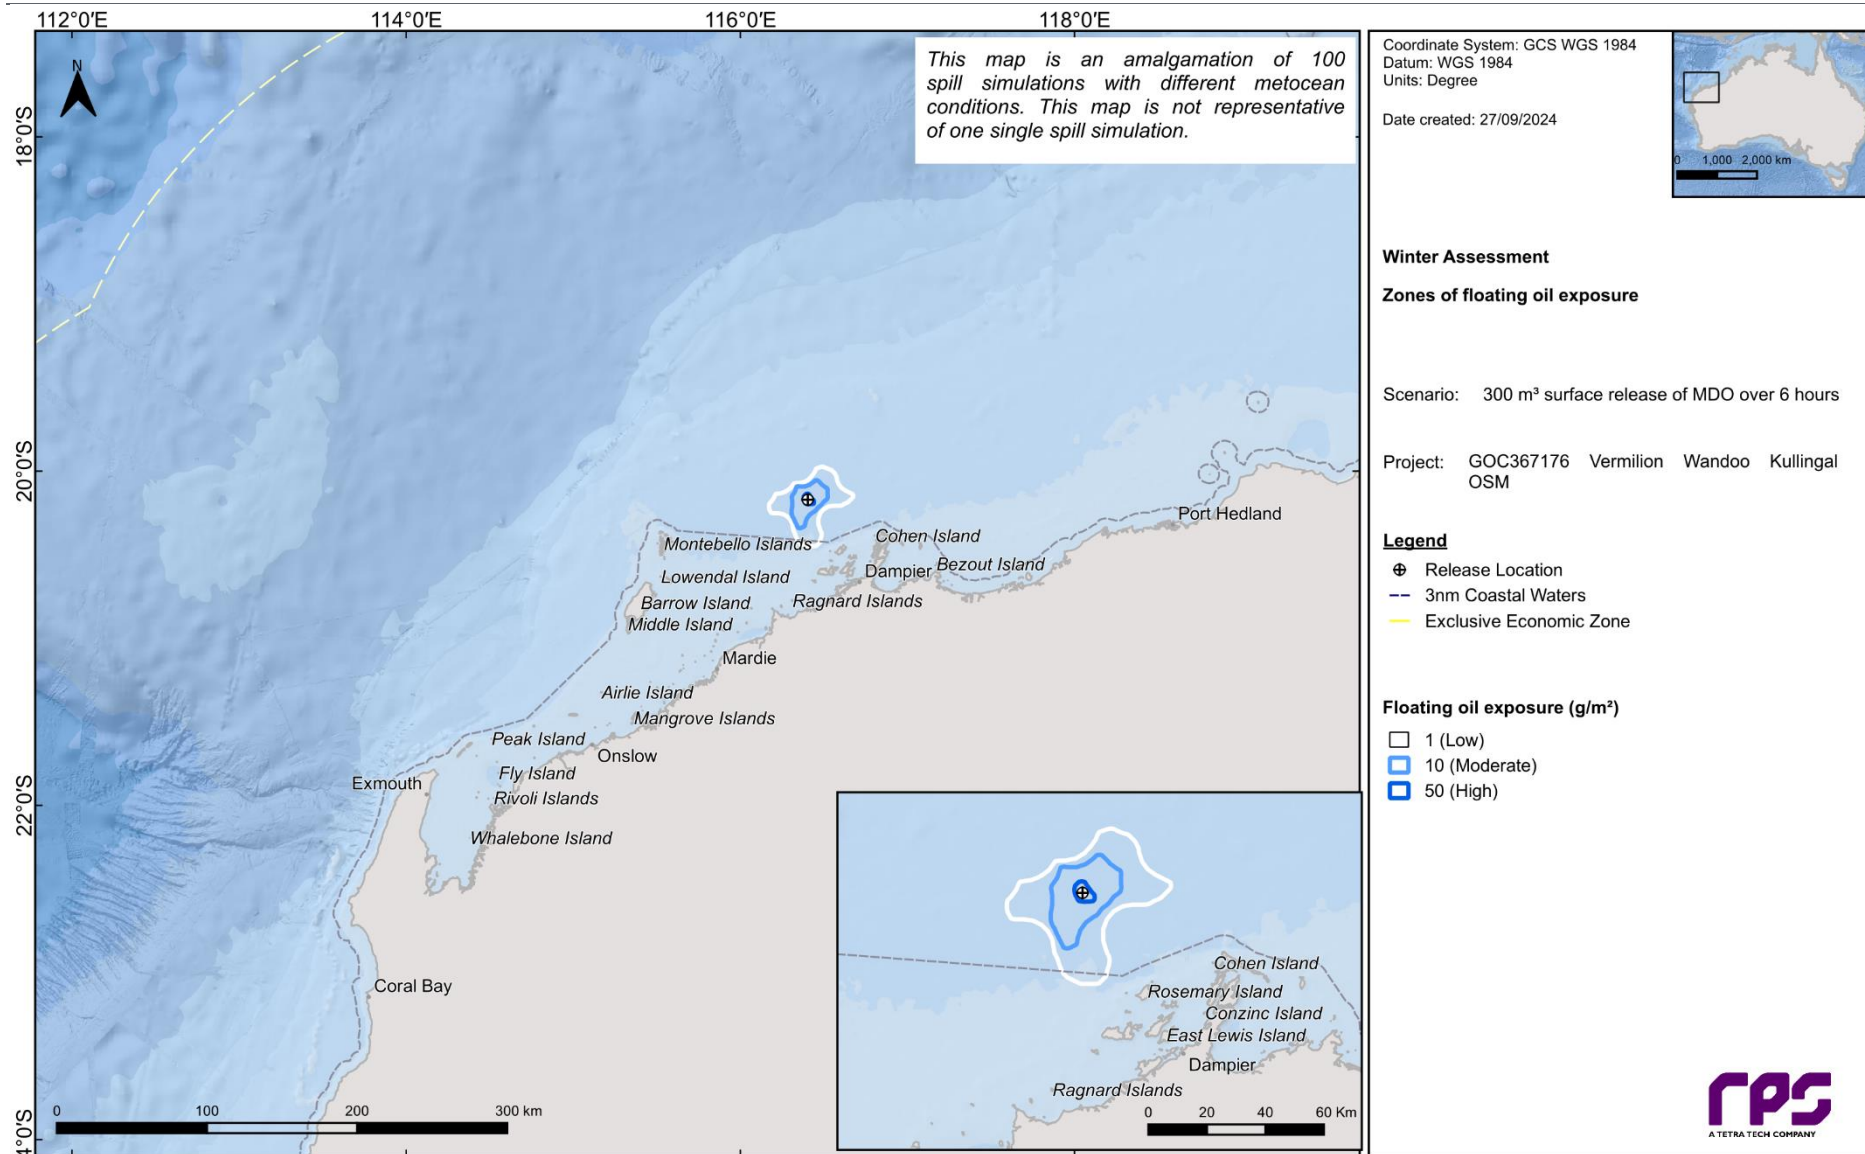 112°0'E
114°0'E
116°0'E
118°0'E
18°0'S
20°0'S
22°0'S
4°0'S
N
This map is an amalgamation of 100
spill simulations with different metocean
conditions. This map is not representative
of one single spill simulation.
Cohen Island
Port Hedland
Montebello Islands
Dampier
Bezout Island
Lowendal Island
Barrow Island
Ragnard Islands
Middle Island
Mardie
Airlie Island
Mangrove Islands
Peak Island
Onslow
Exmouth
Fly Island
Rivoli Islands
Whalebone Island
Coral Bay
0 100 200 300 km
Cohen Island
Rosemary Island
Conzinc Island
East Lewis Island
Dampier
Ragnard Islands
0 20 40 60 Km
Coordinate System: GCS WGS 1984
Datum: WGS 1984
Units: Degree
Date created: 27/09/2024
0 1,000 2,000 km
Winter Assessment
Zones of floating oil exposure
Scenario: 300 m³ surface release of MDO over 6 hours
Project: GOC367176 Vermilion Wandoo Kullingal
OSM
Legend
Release Location
3nm Coastal Waters
Exclusive Economic Zone
Floating oil exposure (g/m²)
1 (Low)
10 (Moderate)
50 (High)
rps
A TETRA TECH COMPANY